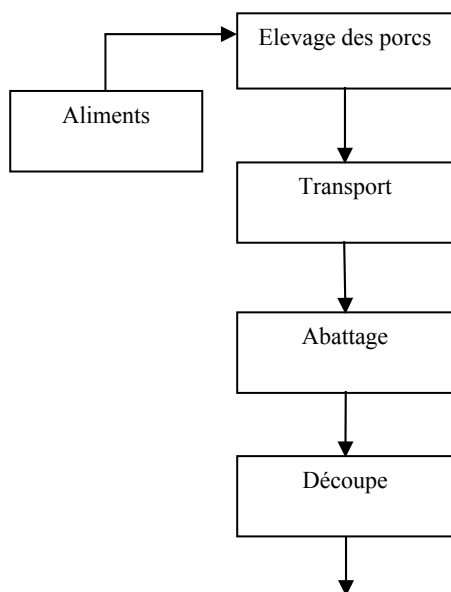 Elevage des porcs
Aliments
Transport
Abattage
Découpe